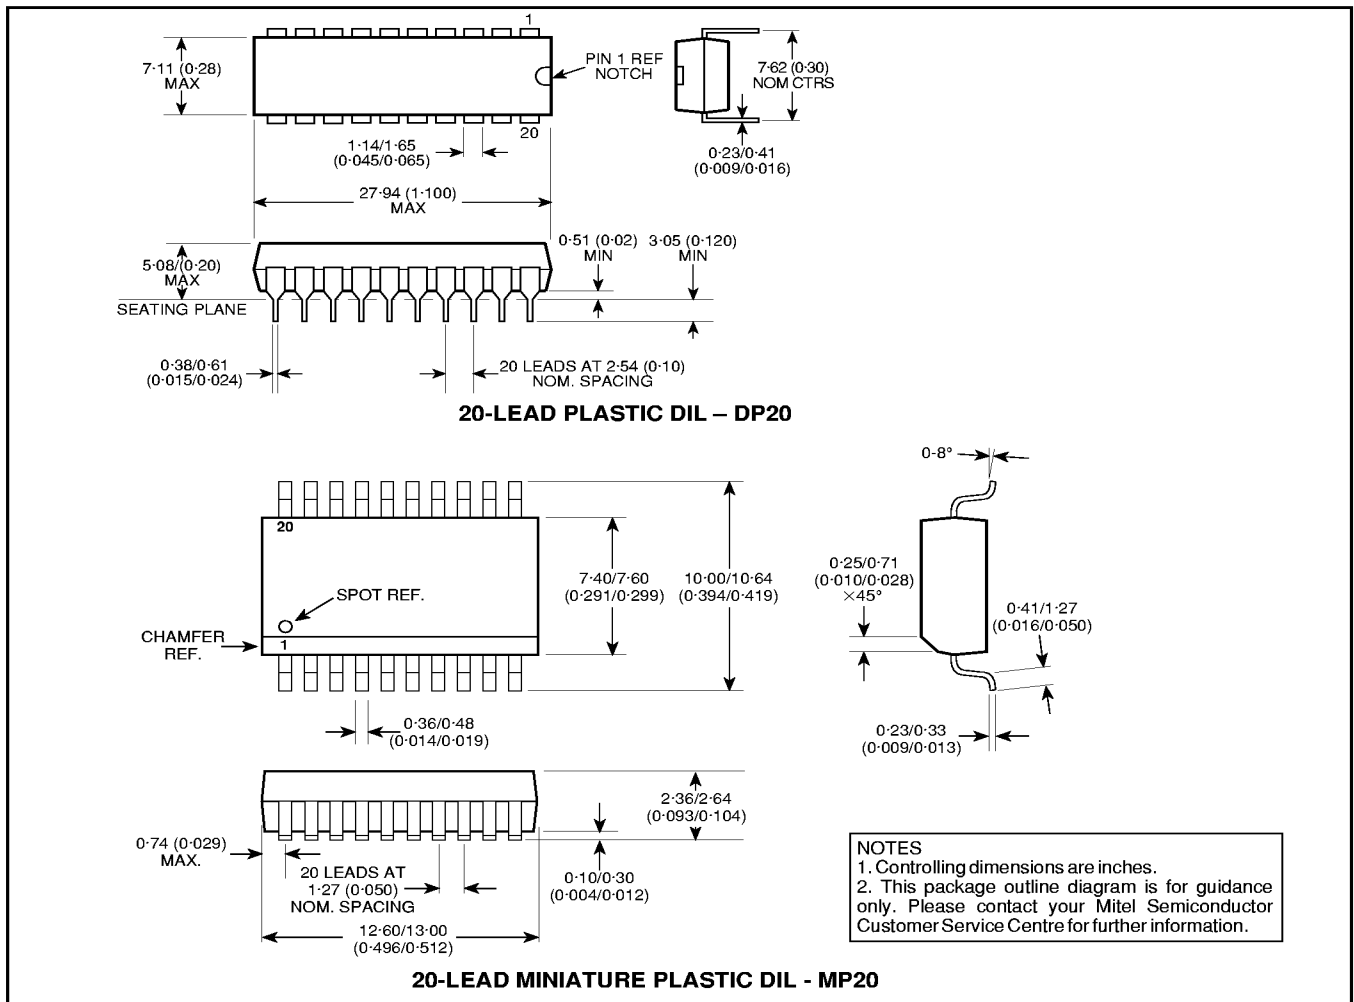 1
7·11 (0·28)
MAX
PIN 1 REF
NOTCH
7·62 (0·30)
NOM CTRS
20
1·14/1·65
(0·045/0·065)
0·23/0·41
(0·009/0·016)
27·94 (1·100)
MAX
5·08/(0·20)
MAX
0·51 (0·02)
MIN
3·05 (0·120)
MIN
SEATING PLANE
0·38/0·61
(0·015/0·024)
20 LEADS AT 2·54 (0·10)
NOM. SPACING
20-LEAD PLASTIC DIL – DP20
0-8°
20
7·40/7·60
(0·291/0·299)
10·00/10·64
(0·394/0·419)
0·25/0·71
(0·010/0·028)
×45°
SPOT REF.
0·41/1·27
(0·016/0·050)
CHAMFER
REF.
1
0·36/0·48
(0·014/0·019)
0·23/0·33
(0·009/0·013)
2·36/2·64
(0·093/0·104)
0·74 (0·029)
MAX.
20 LEADS AT
1·27 (0·050)
NOM. SPACING
0·10/0·30
(0·004/0·012)
12·60/13·00
(0·496/0·512)
NOTES
1. Controlling dimensions are inches.
2. This package outline diagram is for guidance
only. Please contact your Mitel Semiconductor
Customer Service Centre for further information.
20-LEAD MINIATURE PLASTIC DIL - MP20